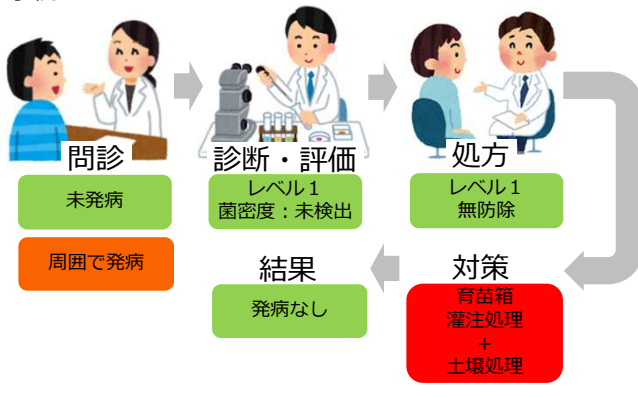 問診
未発病
周囲で発病
診断・評価
レベル1
菌密度：未検出
処方
レベル1
無防除
対策
育苗箱
灌注処理
+
土壌処理
結果
発病なし